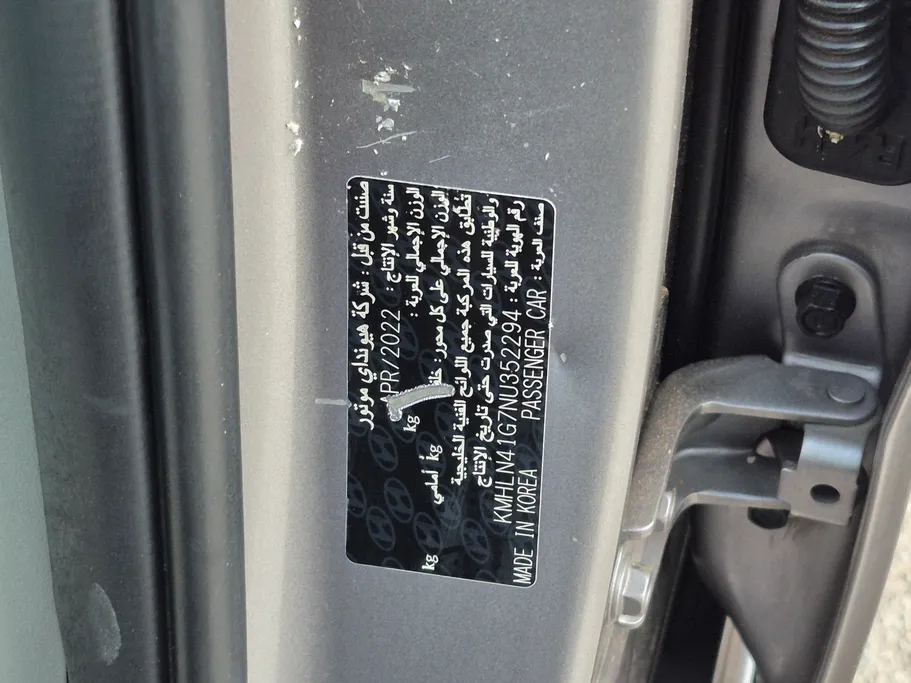 صنعت من قبل : شركة هيونداي موتور
سنة وشهر الإنتاج : APR/2022
الوزن الإجمالي للعربة : kg
الوزن الإجمالي على كل محور: kg أمامي kg
تطابق هذه المركبة جميع اللوائح الفنية الخليجية
والوطنية للسيارات التي صدرت حتى تاريخ الإنتاج
رقم الهوية للعربة : KMHLN41G7NU352294
صنف العربة : PASSENGER CAR MADE IN KOREA